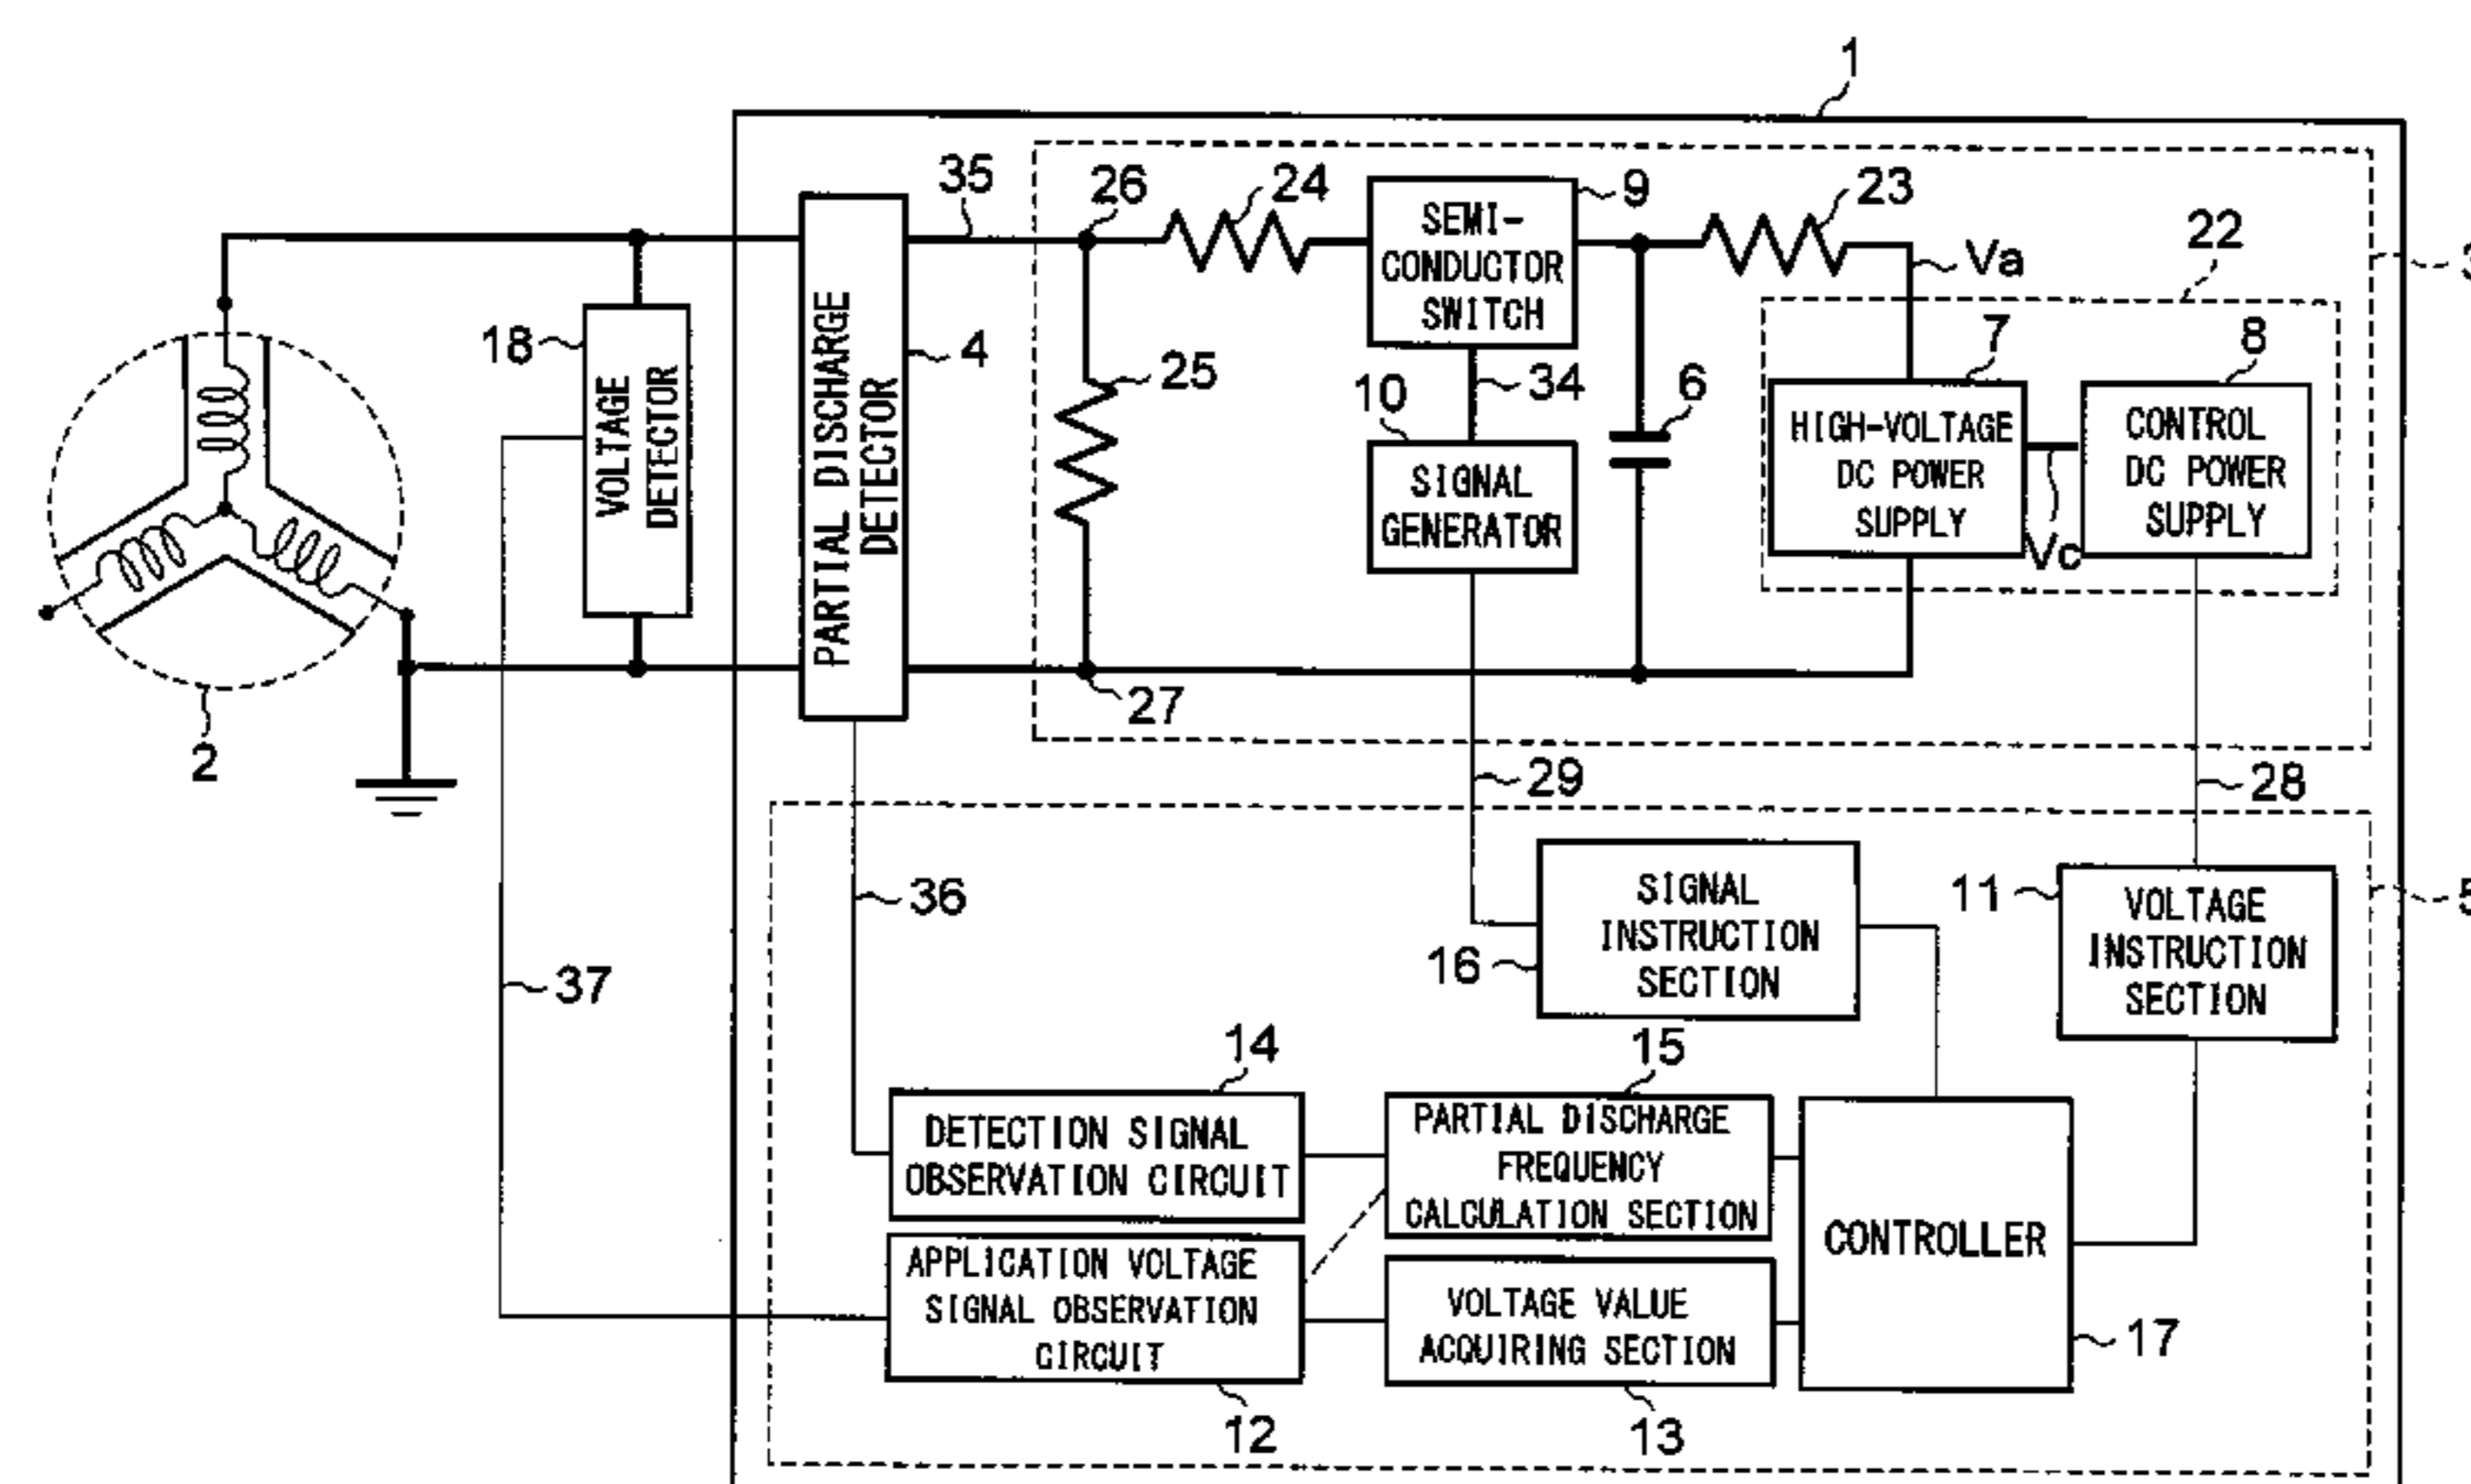 1
35
26
24
SEMI-
CONDUCTOR
SWITCH
9
23
Va
22
3
18
VOLTAGE
DETECTOR
PARTIAL DISCHARGE
DETECTOR
4
25
34
10
SIGNAL
GENERATOR
6
7
HIGH-VOLTAGE
DC POWER
SUPPLY
Vc
8
CONTROL
DC POWER
SUPPLY
2
27
29
28
36
37
16
SIGNAL
INSTRUCTION
SECTION
11
VOLTAGE
INSTRUCTION
SECTION
5
14
DETECTION SIGNAL
OBSERVATION CIRCUIT
15
PARTIAL DISCHARGE
FREQUENCY
CALCULATION SECTION
CONTROLLER
17
APPLICATION VOLTAGE
SIGNAL OBSERVATION
CIRCUIT
12
VOLTAGE VALUE
ACQUIRING SECTION
13